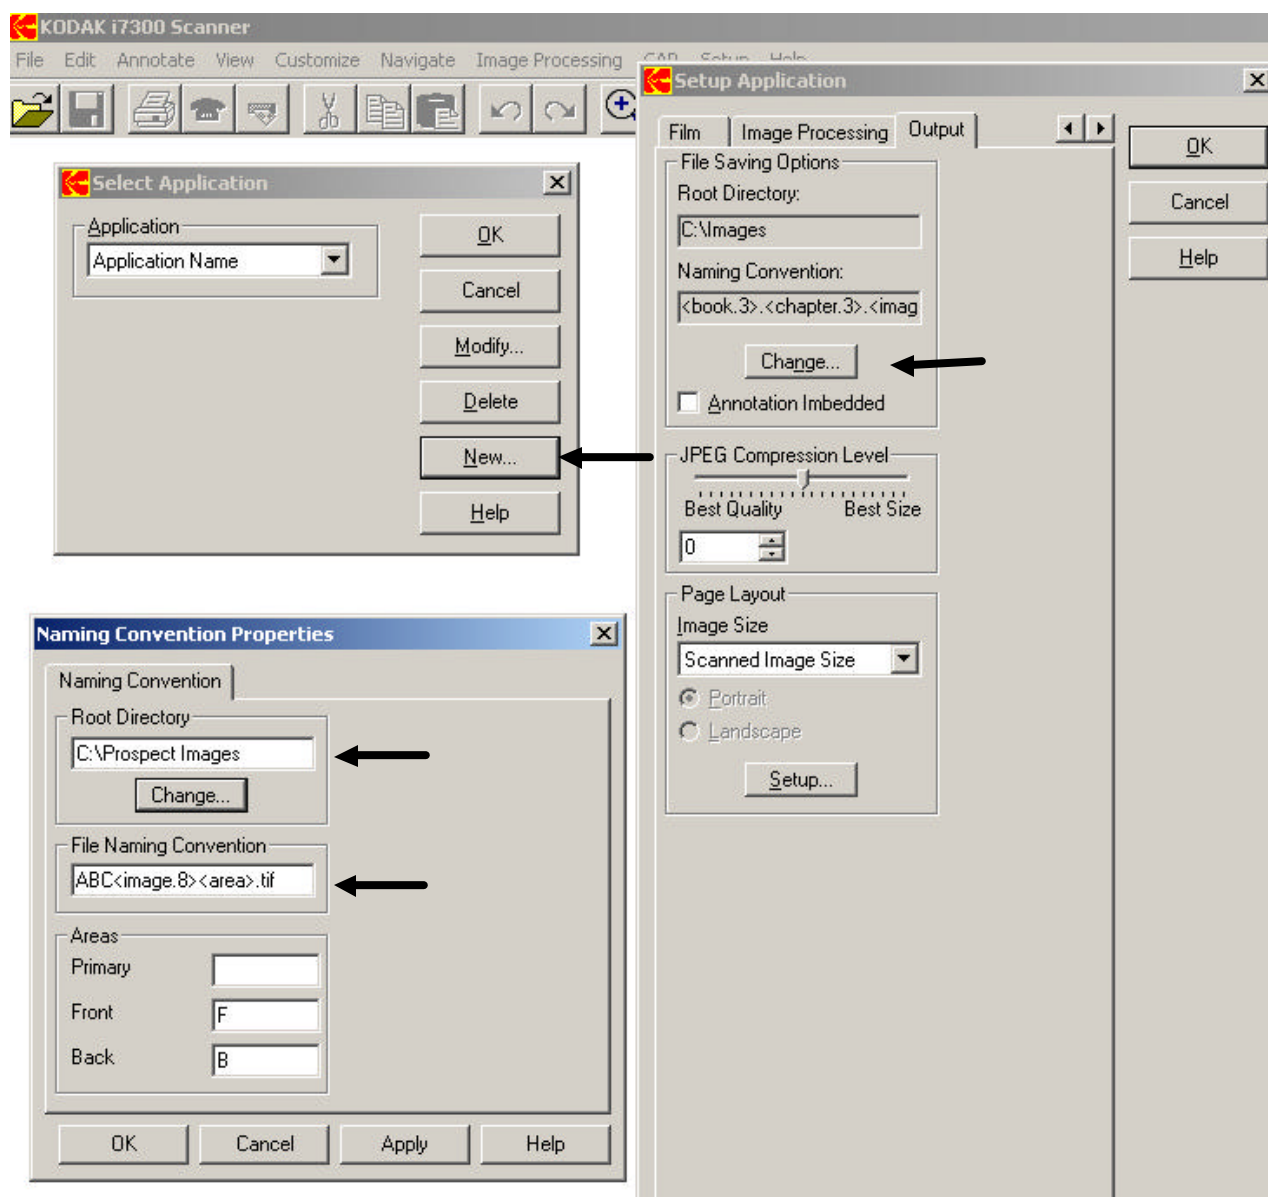 KODAK i7300 Scanner
File Edit Annotate View Customize Navigate Image Processing CAR Setup Help
Select Application
Application
Application Name
OK
Cancel
Modify...
Delete
New...
Help
Setup Application
Film Image Processing Output
File Saving Options
Root Directory:
C:\Images
Naming Convention:
<book.3>.<chapter.3>.<imag
Change...
Annotation Imbedded
JPEG Compression Level
Best Quality Best Size
0
Page Layout
Image Size
Scanned Image Size
Portrait
Landscape
Setup...
OK
Cancel
Help
Naming Convention Properties
Naming Convention
Root Directory
C:\Prospect Images
Change...
File Naming Convention
ABC<image.8><area>.tif
Areas
Primary
Front F
Back B
OK Cancel Apply Help